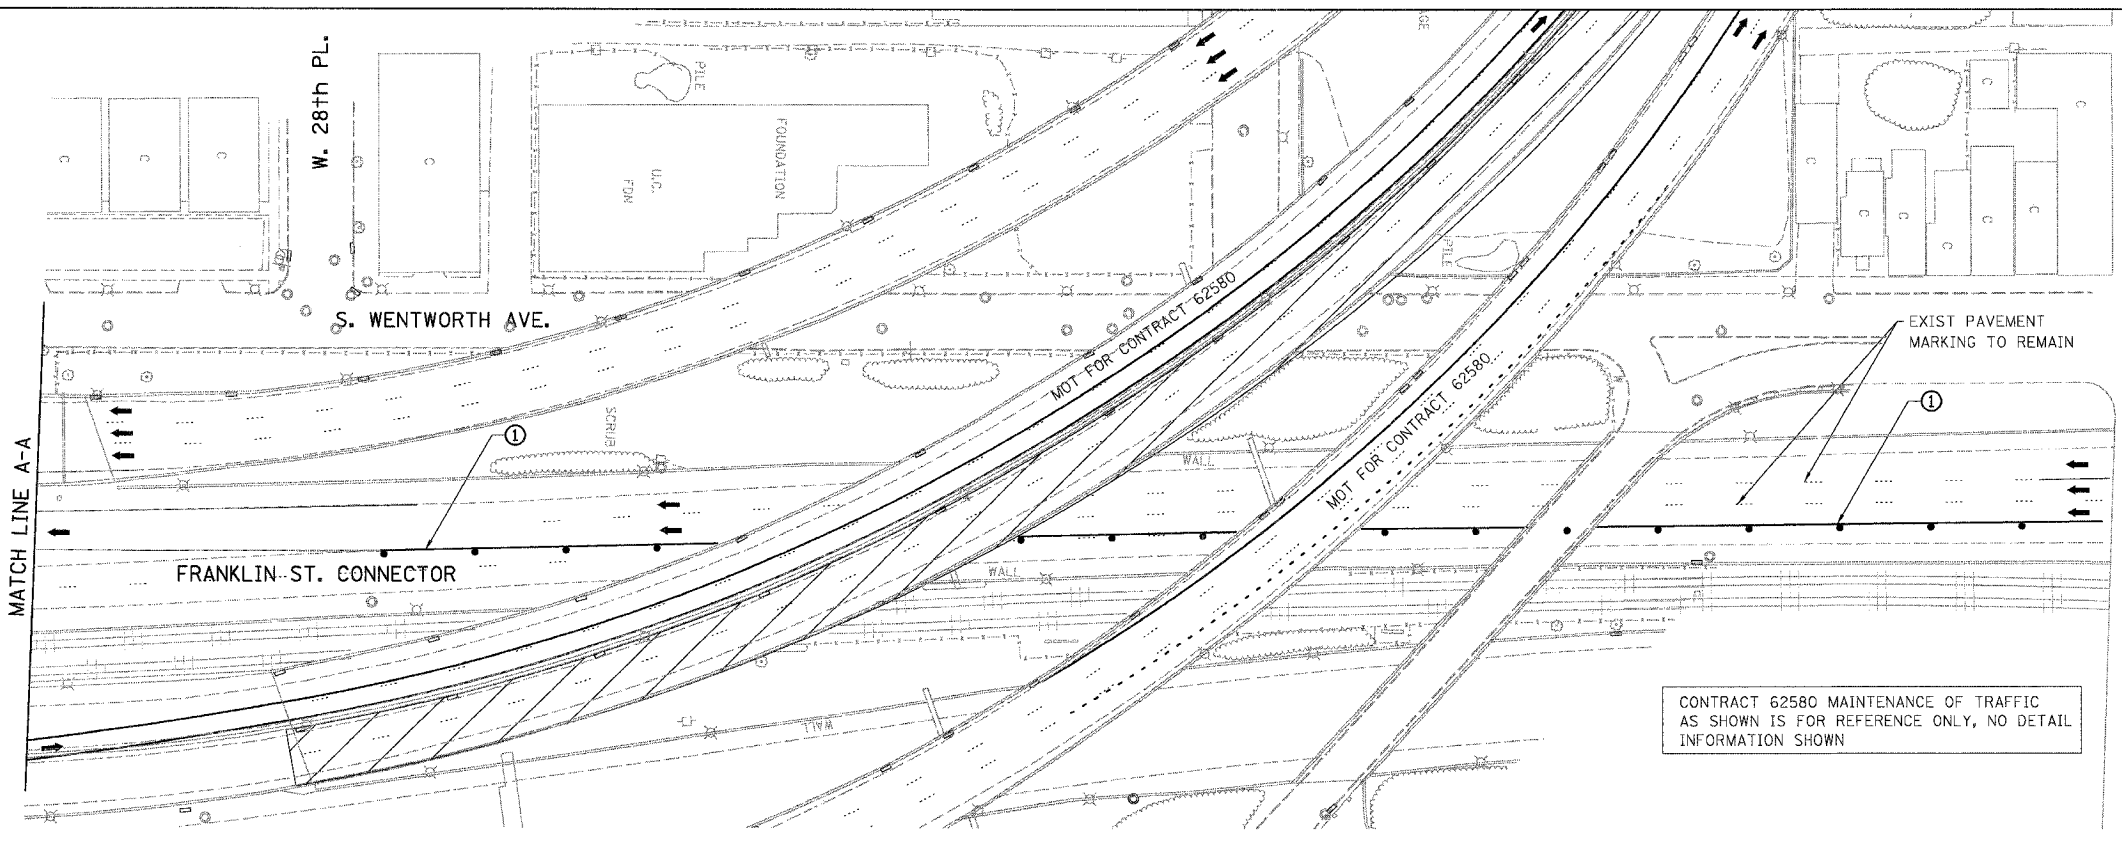 W. 28th PL.
PILE
FOUNDATION
U.C.
FDN
C
C
C
C
C
C
C
C
C
C
C
C
C
PILE
S. WENTWORTH AVE.
MOT FOR CONTRACT 62580
EXIST PAVEMENT
MARKING TO REMAIN
MOT FOR CONTRACT 62580
1
1
SCRUB
WALL
MATCH LINE A-A
FRANKLIN ST. CONNECTOR
WALL
WALL
CONTRACT 62580 MAINTENANCE OF TRAFFIC
AS SHOWN IS FOR REFERENCE ONLY, NO DETAIL
INFORMATION SHOWN